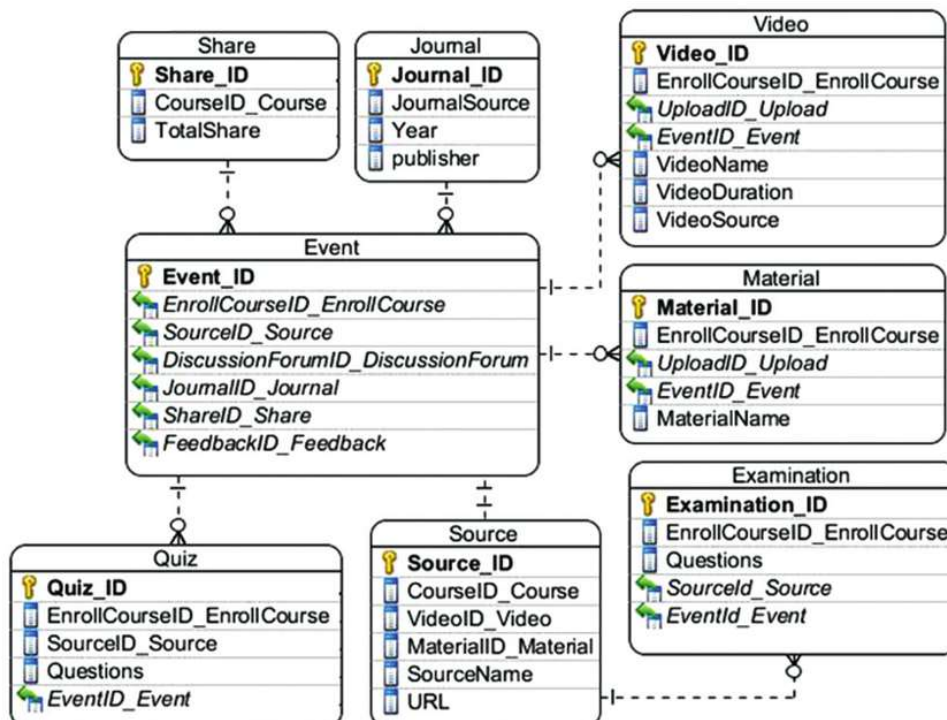 Share
Share_ID
CourseID_Course
TotalShare
Journal
Journal_ID
JournalSource
Year
publisher
Video
Video_ID
EnrollCourseID_EnrollCourse
UploadID_Upload
EventID_Event
VideoName
VideoDuration
VideoSource
Event
Event_ID
EnrollCourseID_EnrollCourse
SourceID_Source
DiscussionForumID_DiscussionForum
JournalID_Journal
ShareID_Share
FeedbackID_Feedback
Material
Material_ID
EnrollCourseID_EnrollCourse
UploadID_Upload
EventID_Event
MaterialName
Quiz
Quiz_ID
EnrollCourseID_EnrollCourse
SourceID_Source
Questions
EventID_Event
Source
Source_ID
CourseID_Course
VideoID_Video
MaterialID_Material
SourceName
URL
Examination
Examination_ID
EnrollCourseID_EnrollCourse
Questions
SourceId_Source
EventId_Event